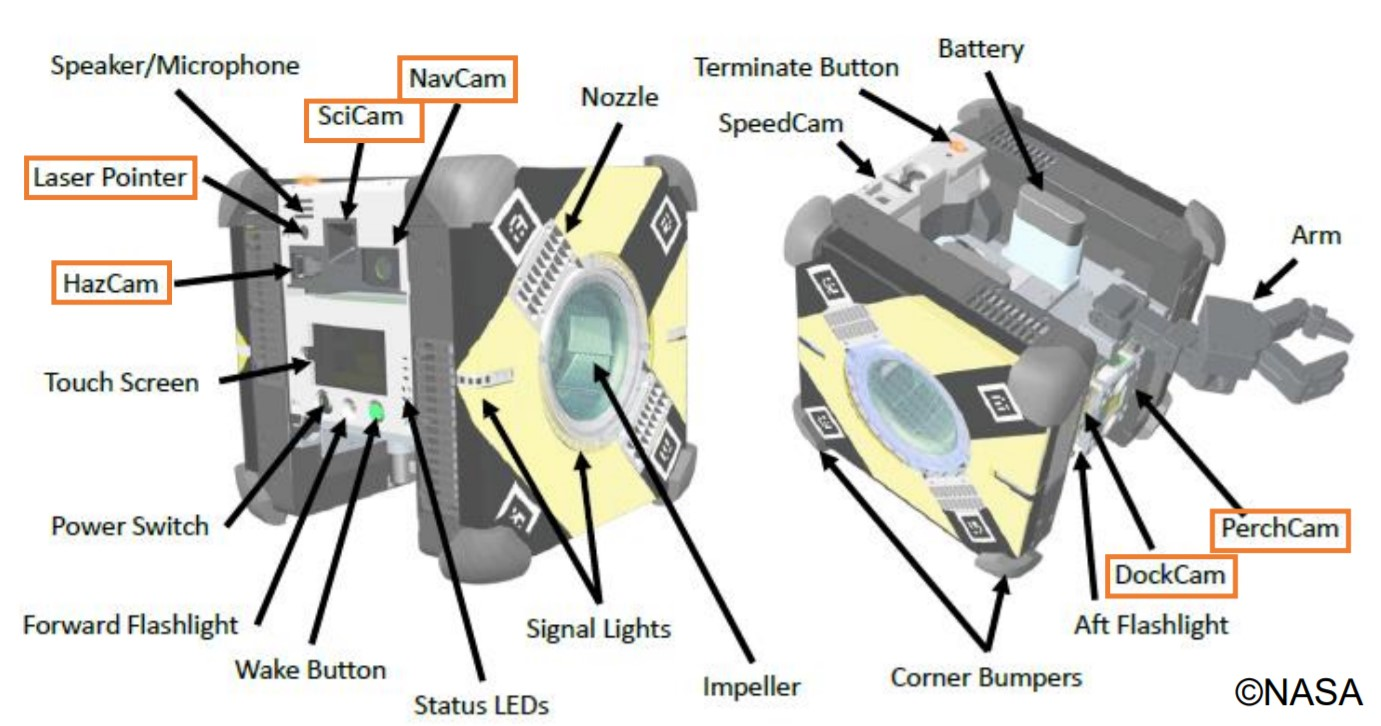 Speaker/Microphone
NavCam
SciCam
Nozzle
Laser Pointer
HazCam
Touch Screen
Power Switch
Forward Flashlight
Wake Button
Status LEDs
Signal Lights
Impeller
Terminate Button
Battery
SpeedCam
Arm
PerchCam
DockCam
Aft Flashlight
Corner Bumpers
©NASA